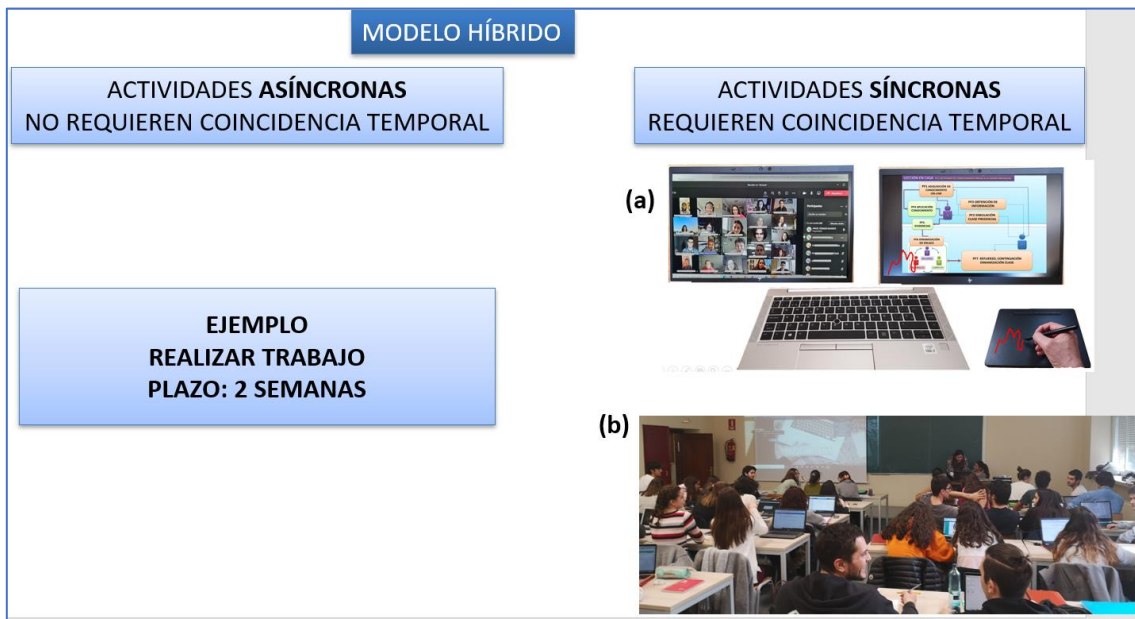 MODELO HÍBRIDO
ACTIVIDADES ASÍNCRONAS
NO REQUIEREN COINCIDENCIA TEMPORAL
ACTIVIDADES SÍNCRONAS
REQUIEREN COINCIDENCIA TEMPORAL
(a)
EJEMPLO
REALIZAR TRABAJO
PLAZO: 2 SEMANAS
(b)